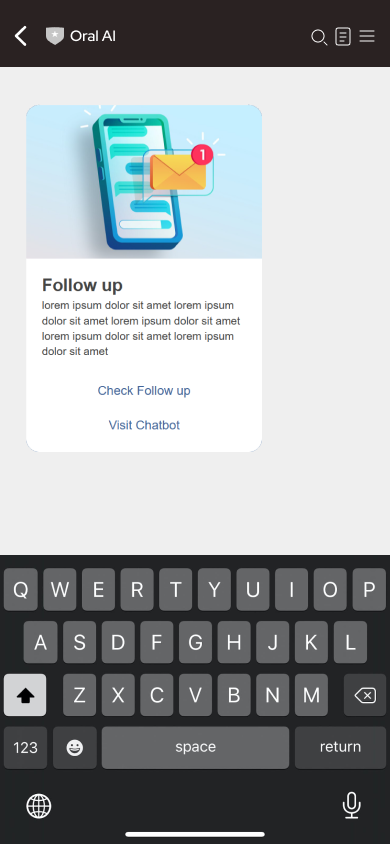 Oral AI
1
Follow up
lorem ipsum dolor sit amet lorem ipsum
dolor sit amet lorem ipsum dolor sit amet
lorem ipsum dolor sit amet lorem ipsum
dolor sit amet
Check Follow up
Visit Chatbot
Q W E R T Y U I O P
A S D F G H J K L
Z X C V B N M
123 space return